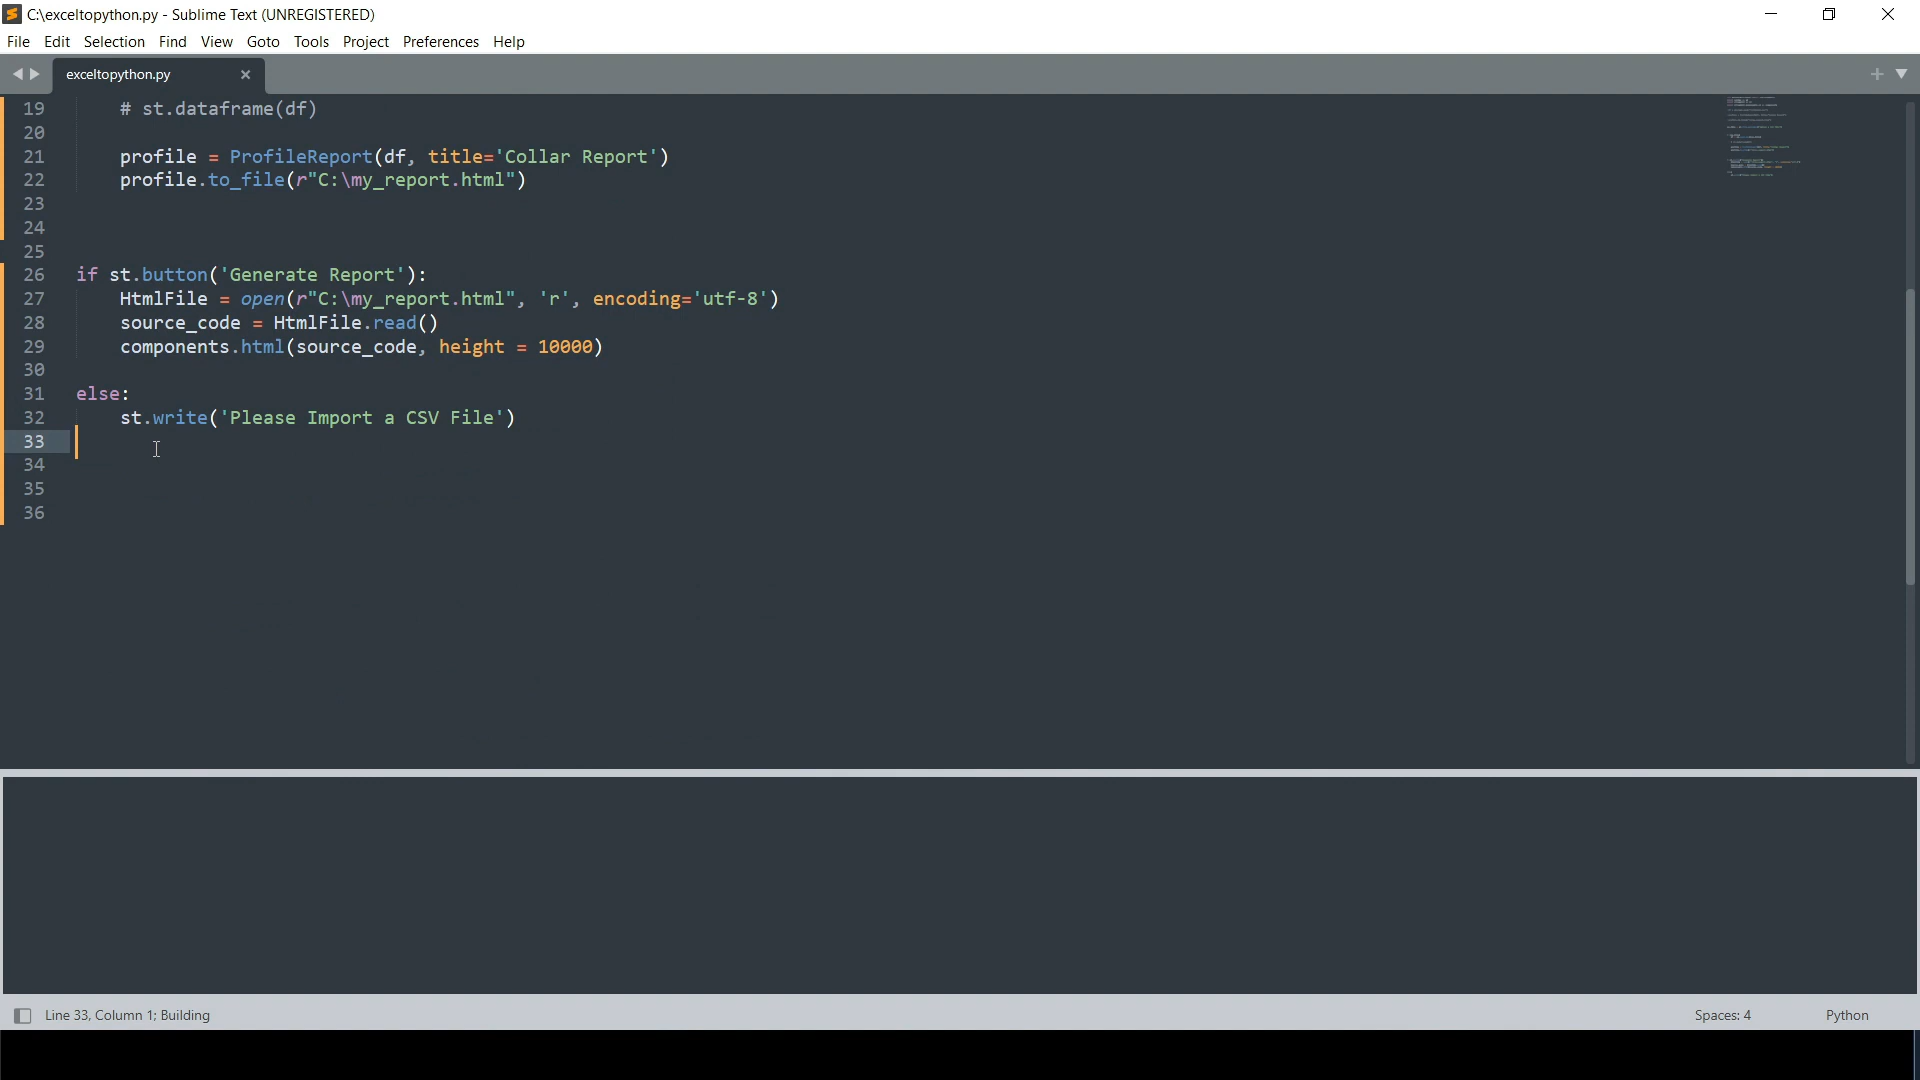 C:\exceltopython.py - Sublime Text (UNREGISTERED)
File Edit Selection Find View Goto Tools Project Preferences Help
exceltopython.py
19 # st.dataframe(df)
20
21 profile = ProfileReport(df, title='Collar Report')
22 profile.to_file(r"C:\my_report.html")
23
24
25
26 if st.button('Generate Report'):
27 HtmlFile = open(r"C:\my_report.html", 'r', encoding='utf-8')
28 source_code = HtmlFile.read()
29 components.html(source_code, height = 10000)
30
31 else:
32 st.write('Please Import a CSV File')
33
34
35
36
Line 33, Column 1; Building Spaces: 4 Python